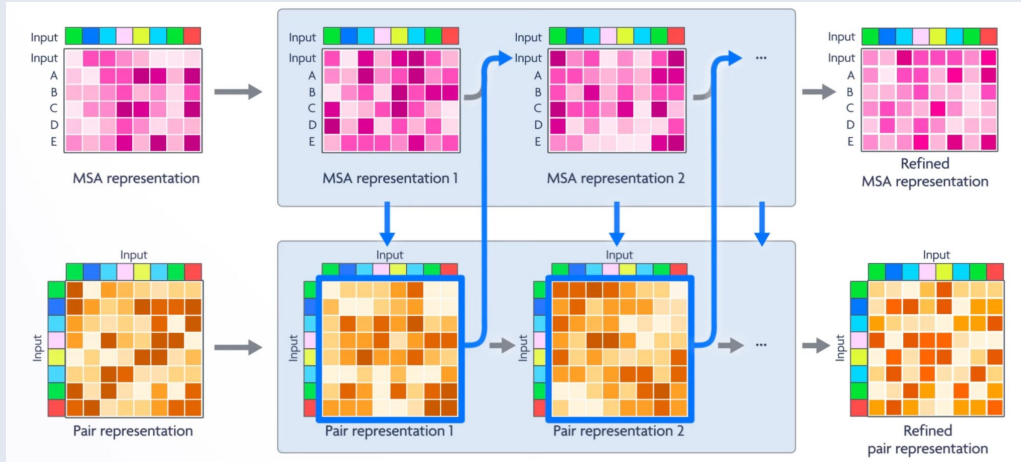 Input
Input
A
B
C
D
E
MSA representation
Input
Input
A
B
C
D
E
MSA representation 1
Input
Input
A
B
C
D
E
MSA representation 2
...
Input
Input
A
B
C
D
E
Refined
MSA representation
Input
Input
Pair representation
Input
Input
Pair representation 1
Input
Input
Pair representation 2
...
Input
Input
Refined
pair representation